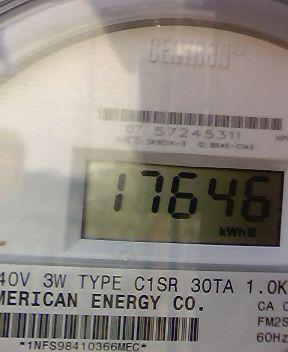 CENTRON®
07 57245311
17646
kWh
40V 3W TYPE C1SR 30TA 1.0K
MERICAN ENERGY CO.
CA
FM2S
60Hz
*1NFS98410366MEC*